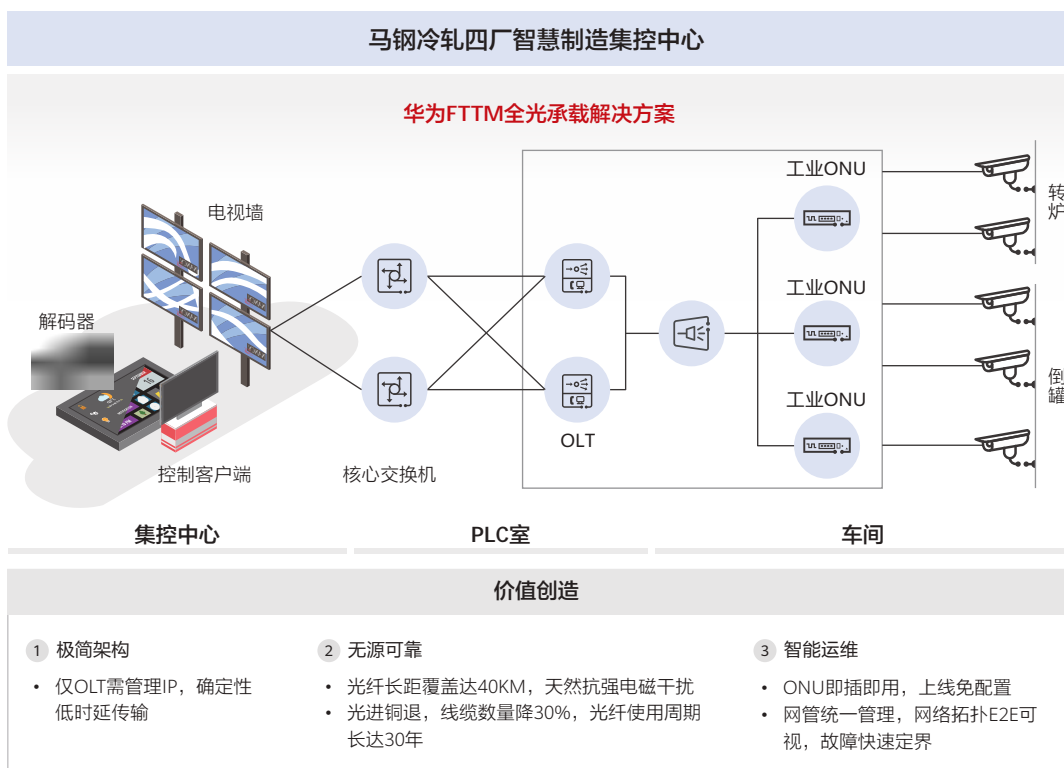 马钢冷轧四厂智慧制造集控中心
华为FTTM全光承载解决方案
工业ONU
转炉
电视墙
工业ONU
解码器
倒罐
工业ONU
OLT
控制客户端
核心交换机
集控中心
PLC室
车间
价值创造
1 极简架构
• 仅OLT需管理IP，确定性
低时延传输
2 无源可靠
• 光纤长距覆盖达40KM，天然抗强电磁干扰
• 光进铜退，线缆数量降30%，光纤使用周期
长达30年
3 智能运维
• ONU即插即用，上线免配置
• 网管统一管理，网络拓扑E2E可
视，故障快速定界